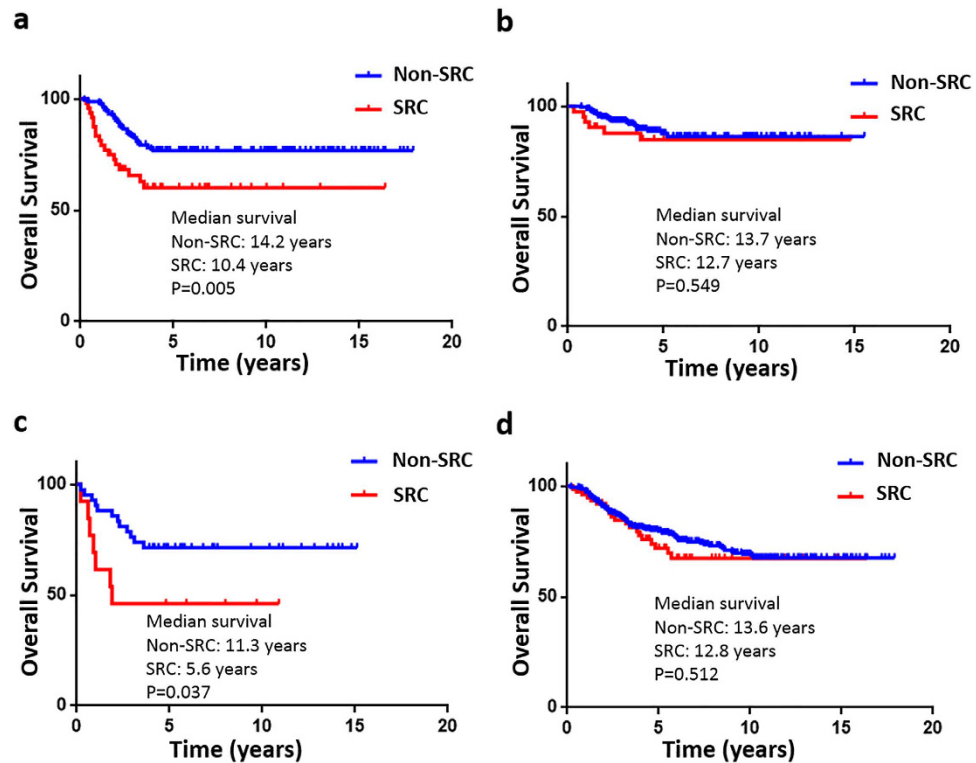 a
Non-SRC
SRC
Overall Survival
100
50
0
Median survival
Non-SRC: 14.2 years
SRC: 10.4 years
P=0.005
0 5 10 15 20
Time (years)
b
Non-SRC
SRC
Overall Survival
100
50
0
Median survival
Non-SRC: 13.7 years
SRC: 12.7 years
P=0.549
0 5 10 15 20
Time (years)
c
Non-SRC
SRC
Overall Survival
100
50
0
Median survival
Non-SRC: 11.3 years
SRC: 5.6 years
P=0.037
0 5 10 15 20
Time (years)
d
Non-SRC
SRC
Overall Survival
100
50
0
Median survival
Non-SRC: 13.6 years
SRC: 12.8 years
P=0.512
0 5 10 15 20
Time (years)